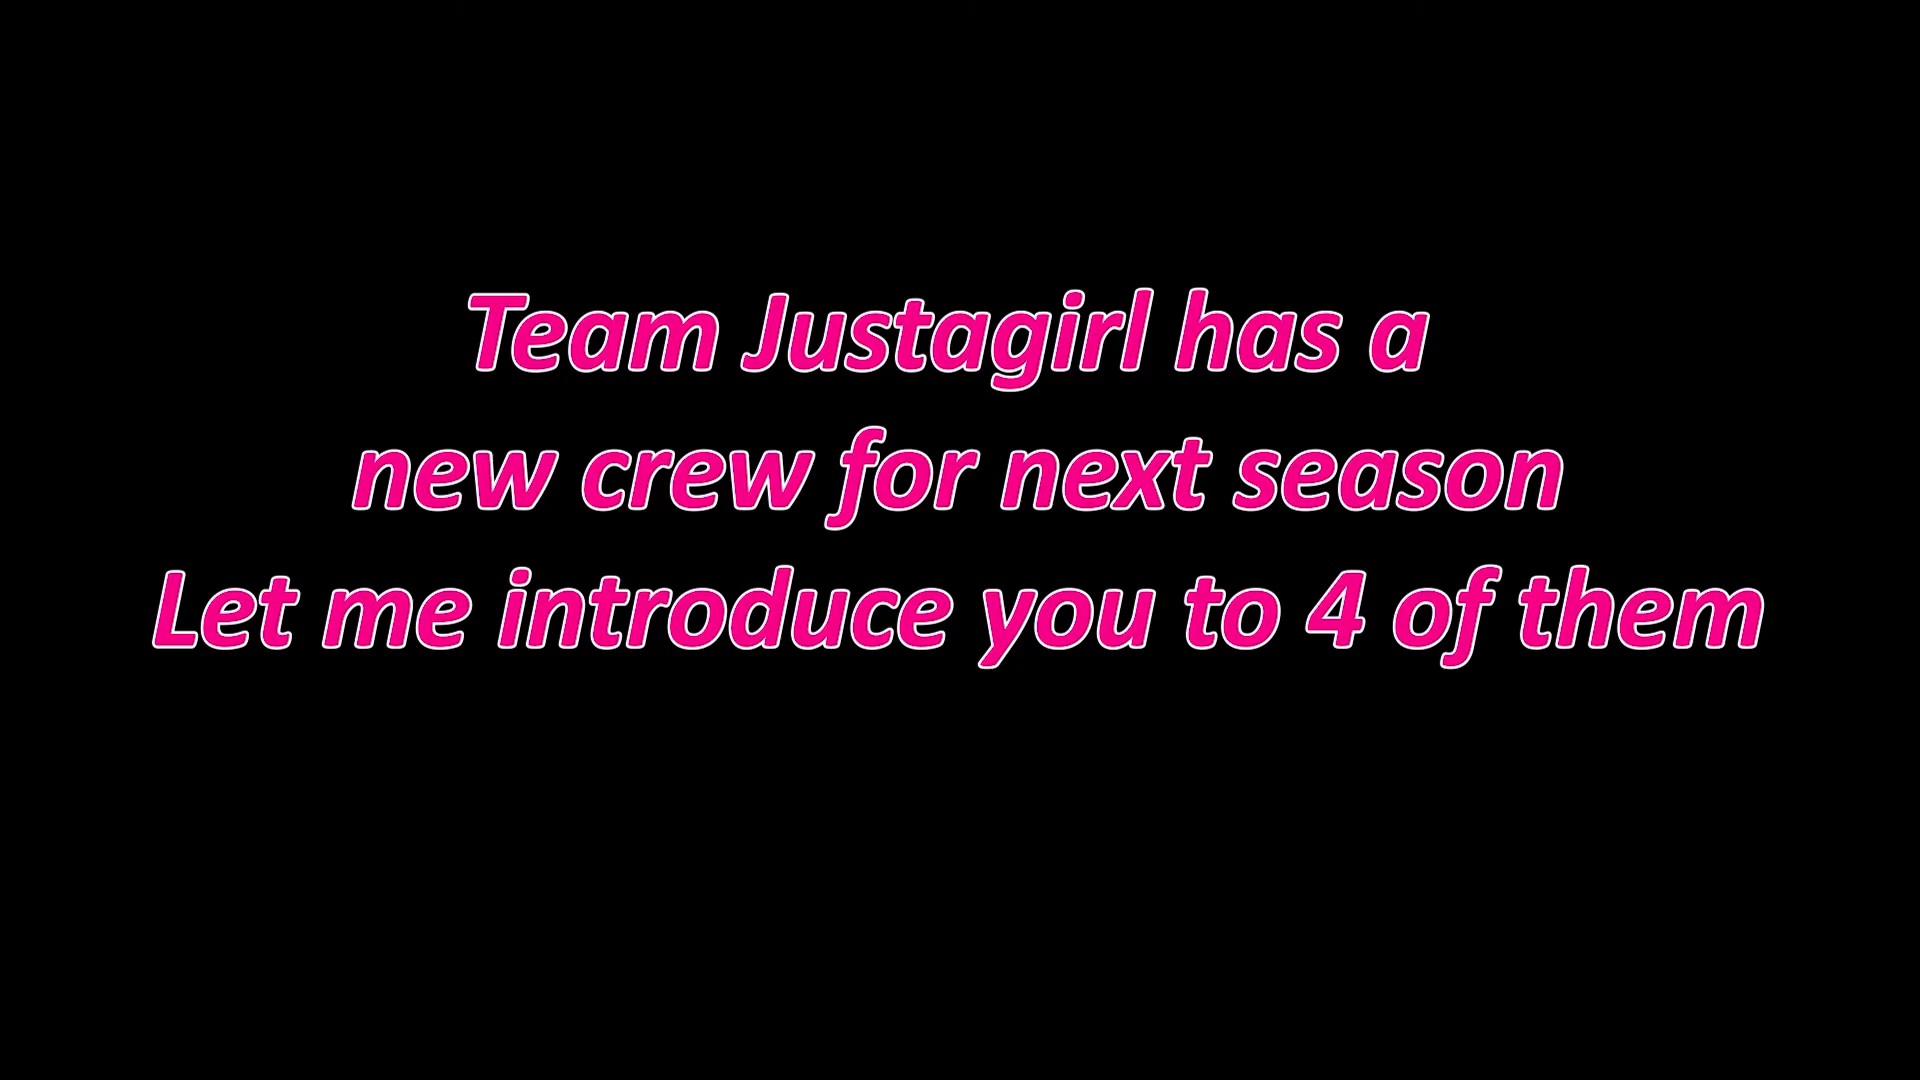 Team Justagirl has a
new crew for next season
Let me introduce you to 4 of them